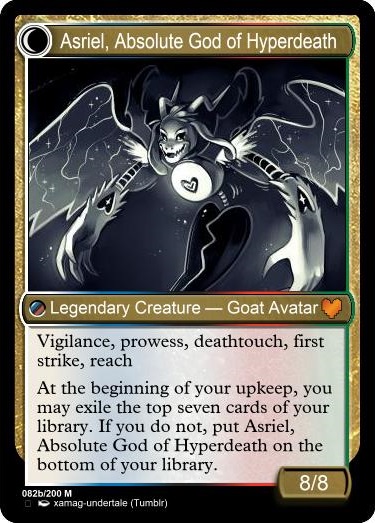 Asriel, Absolute God of Hyperdeath
Legendary Creature — Goat Avatar
Vigilance, prowess, deathtouch, first
strike, reach
At the beginning of your upkeep, you
may exile the top seven cards of your
library. If you do not, put Asriel,
Absolute God of Hyperdeath on the
bottom of your library.
8/8
082b/200 M
xamag-undertale (Tumblr)